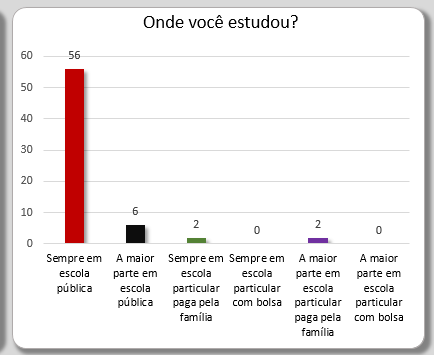 Onde você estudou?
60
50
40
30
20
10
0
56
6
2
0
2
0
Sempre em
escola
pública
A maior
parte em
escola
pública
Sempre em
escola
particular
paga pela
família
Sempre em
escola
particular
com bolsa
A maior
parte em
escola
particular
paga pela
família
A maior
parte em
escola
particular
com bolsa